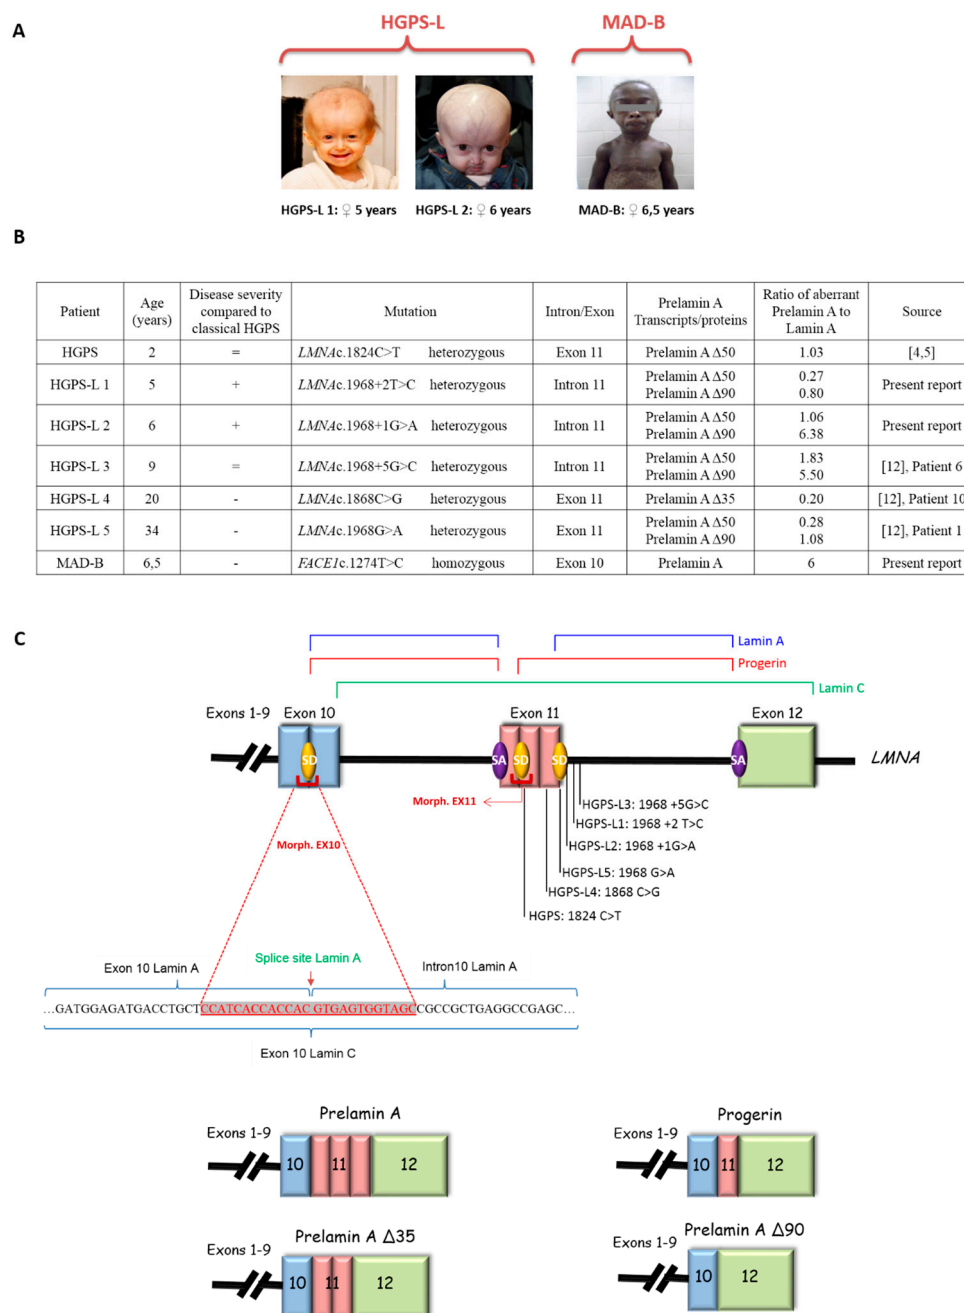 A
HGPS-L
MAD-B
HGPS-L 1: ♀ 5 years
HGPS-L 2: ♀ 6 years
MAD-B: ♀ 6,5 years
B
Patient Age (years) Disease severity compared to classical HGPS Mutation Intron/Exon Prelamin A Transcripts/proteins Ratio of aberrant Prelamin A to Lamin A Source
HGPS 2 = LMNAc.1824C>T heterozygous Exon 11 Prelamin A Δ50 1.03 [4,5]
HGPS-L 1 5 + LMNAc.1968+2T>C heterozygous Intron 11 Prelamin A Δ50 0.27 Present report
Prelamin A Δ90 0.80
HGPS-L 2 6 + LMNAc.1968+1G>A heterozygous Intron 11 Prelamin A Δ50 1.06 Present report
Prelamin A Δ90 6.38
HGPS-L 3 9 = LMNAc.1968+5G>C heterozygous Intron 11 Prelamin A Δ50 1.83 [12], Patient 6
Prelamin A Δ90 5.50
HGPS-L 4 20 - LMNAc.1868C>G heterozygous Exon 11 Prelamin A Δ35 0.20 [12], Patient 10
HGPS-L 5 34 - LMNAc.1968G>A heterozygous Exon 11 Prelamin A Δ50 0.28 [12], Patient 1
Prelamin A Δ90 1.08
MAD-B 6,5 - FACE1c.1274T>C homozygous Exon 10 Prelamin A 6 Present report
C
Lamin A
Progerin
Lamin C
Exons 1-9 Exon 10 Exon 11 Exon 12
SD SA SD SD SA LMNA
Morph. EX11
HGPS-L3: 1968 +5G>C
HGPS-L1: 1968 +2 T>C
Morph. EX10
HGPS-L2: 1968 +1G>A
HGPS-L5: 1968 G>A
HGPS-L4: 1868 C>G
HGPS: 1824 C>T
Splice site Lamin A
Exon 10 Lamin A Intron10 Lamin A
...GATGGAGATGACCTGCTCCATCACCACCAC GTGAGTGGTAGCCGCCGCTGAGGCCGAGC...
Exon 10 Lamin C
Prelamin A
Exons 1-9
10 11 12
Progerin
Exons 1-9
10 11 12
Prelamin A Δ35
Exons 1-9
10 11 12
Prelamin A Δ90
Exons 1-9
10 12